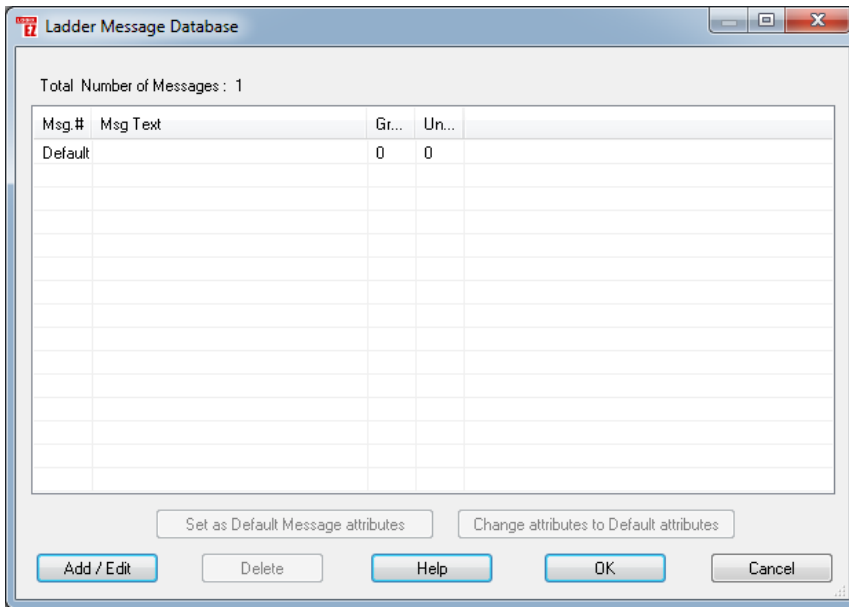 Ladder Message Database
Total Number of Messages : 1
Msg.# Msg Text Gr... Un...
Default 0 0
Set as Default Message attributes Change attributes to Default attributes
Add / Edit Delete Help OK Cancel